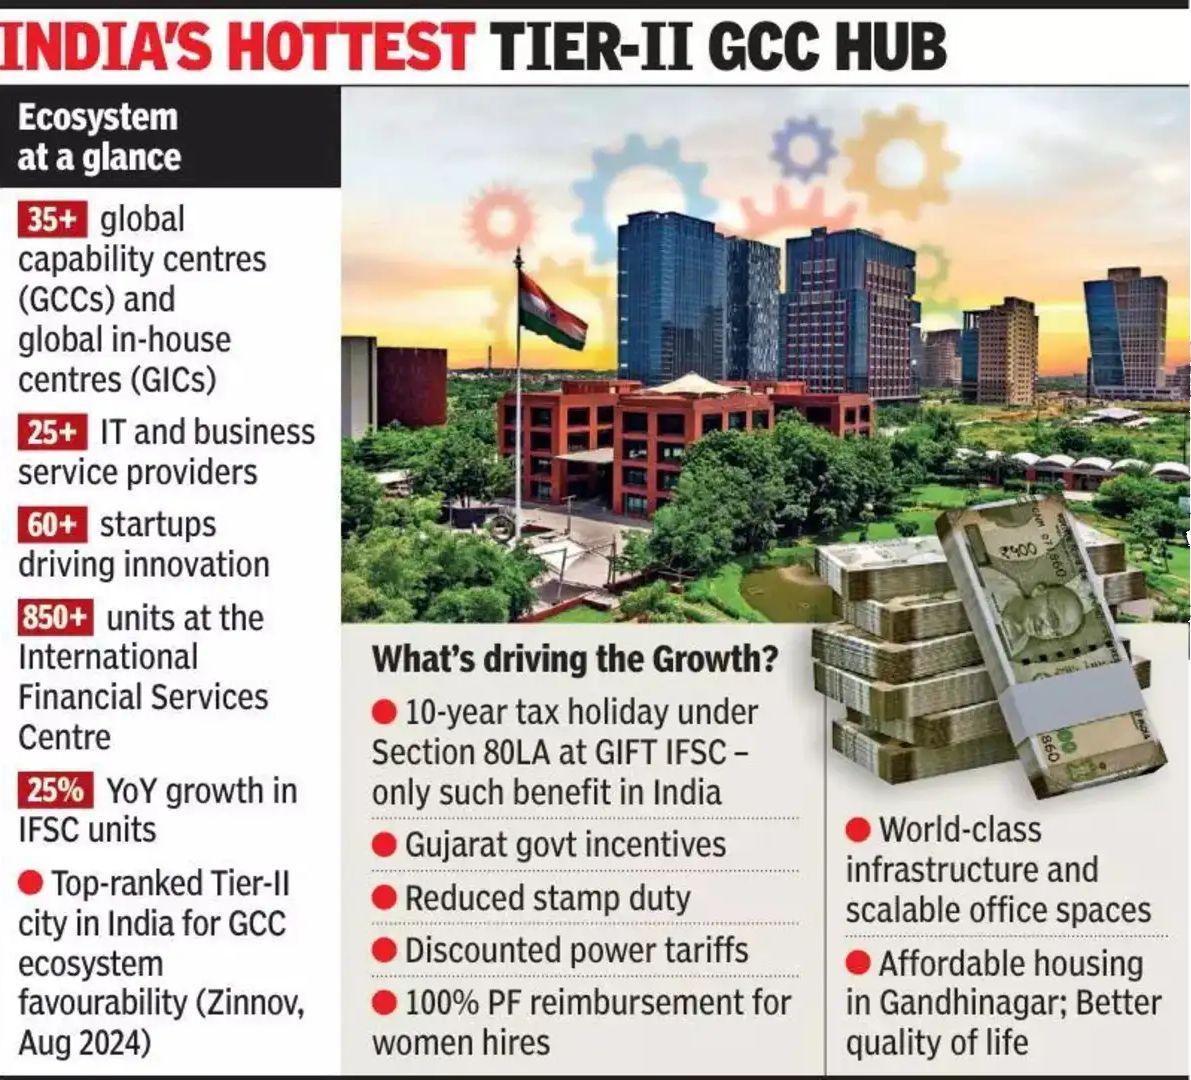 INDIA'S HOTTEST TIER-II GCC HUB
Ecosystem
at a glance
35+ global
capability centres
(GCCs) and
global in-house
centres (GICs)
25+ IT and business
service providers
60+ startups
driving innovation
850+ units at the
International
Financial Services
Centre
25% YoY growth in
IFSC units
● Top-ranked Tier-II
city in India for GCC
ecosystem
favourability (Zinnov,
Aug 2024)
What's driving the Growth?
● 10-year tax holiday under
Section 80LA at GIFT IFSC –
only such benefit in India
● Gujarat govt incentives
● Reduced stamp duty
● Discounted power tariffs
● 100% PF reimbursement for
women hires
● World-class
infrastructure and
scalable office spaces
● Affordable housing
in Gandhinagar; Better
quality of life